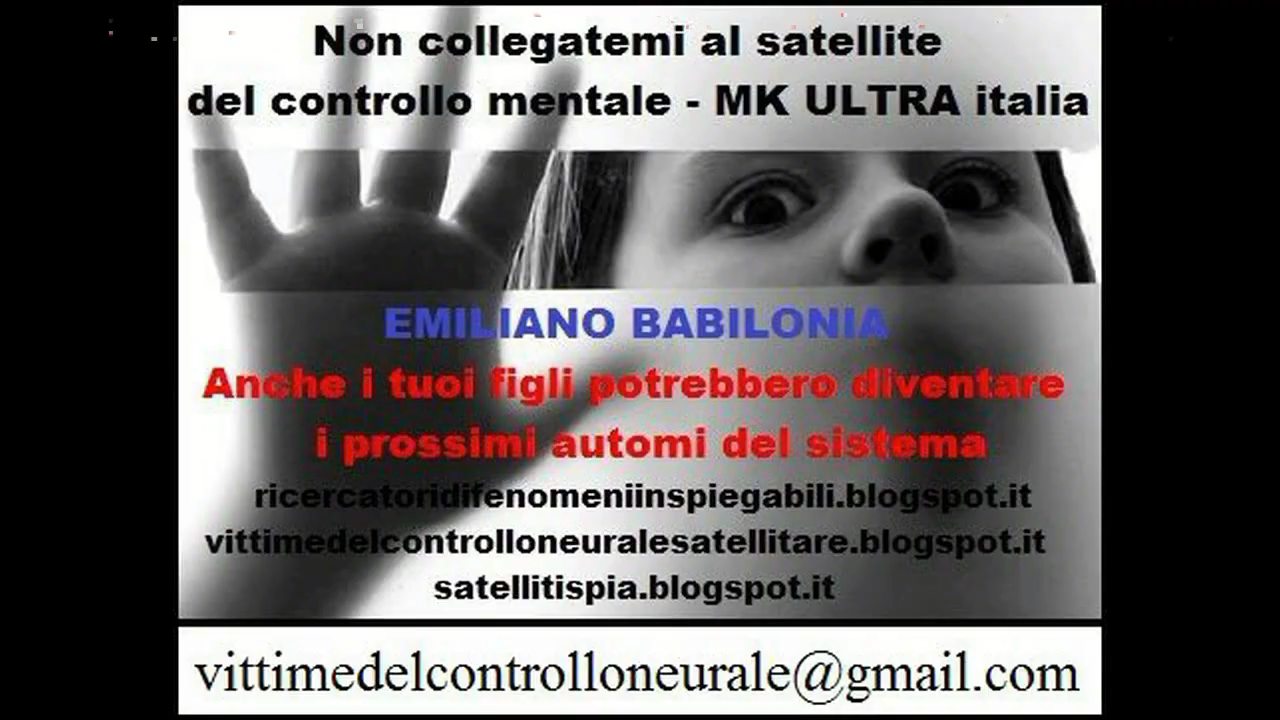 Non collegatemi al satellite
del controllo mentale - MK ULTRA italia
EMILIANO BABILONIA
Anche i tuoi figli potrebbero diventare
i prossimi automi del sistema
ricercatoridifenomeniinspiegabili.blogspot.it
vittimedelcontrolloneuralesatellitare.blogspot.it
satellitispia.blogspot.it
vittimedelcontrolloneurale@gmail.com